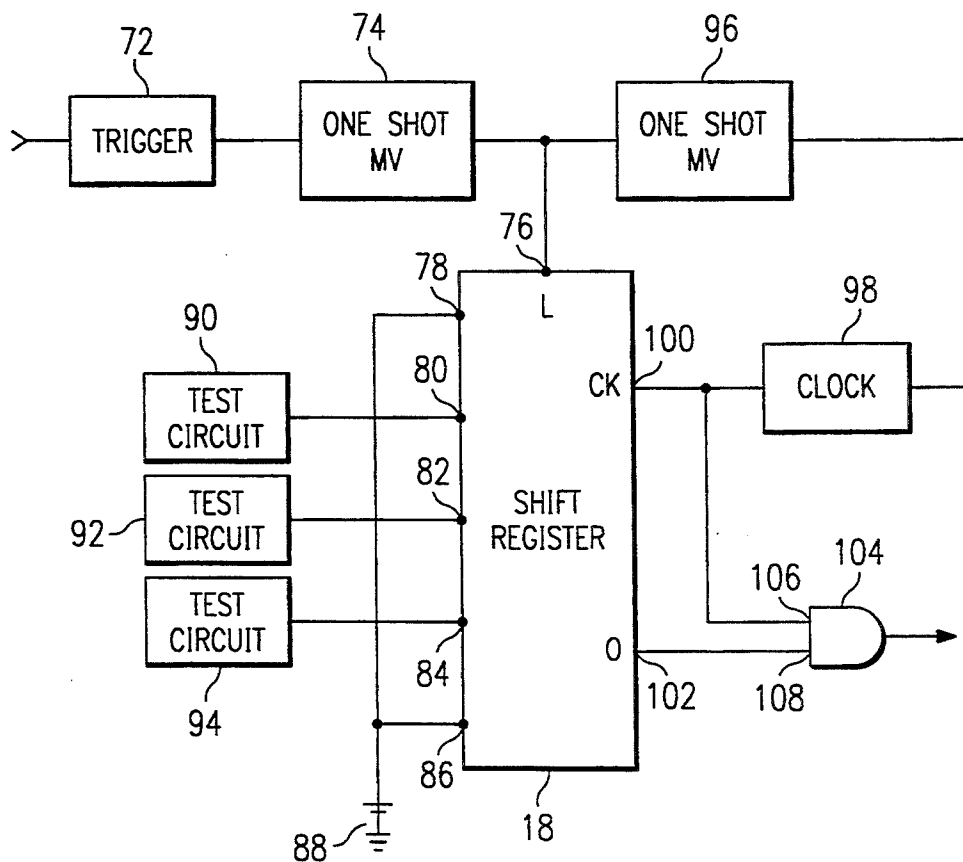 72
74
96
TRIGGER
ONE SHOT
MV
ONE SHOT
MV
76
78
L
90
98
80
100
TEST
CIRCUIT
CK
CLOCK
82
92
TEST
CIRCUIT
SHIFT
REGISTER
104
106
TEST
CIRCUIT
84
O
102
108
94
86
88
18